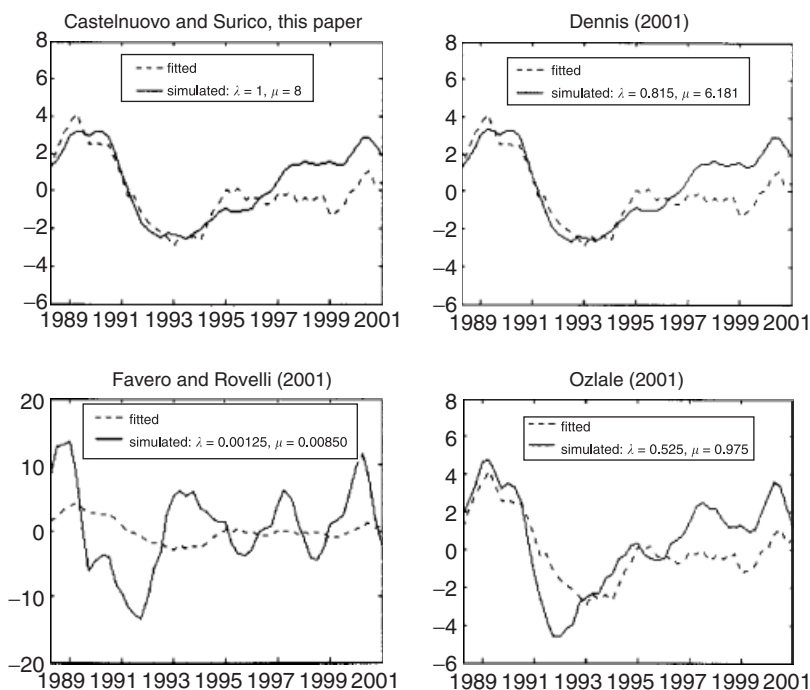 Castelnuovo and Surico, this paper
8
6
4
2
0
−2
−4
−6
fitted
simulated: λ = 1, μ = 8
1989 1991 1993 1995 1997 1999 2001
Dennis (2001)
8
6
4
2
0
−2
−4
−6
fitted
simulated: λ = 0.815, μ = 6.181
1989 1991 1993 1995 1997 1999 2001
Favero and Rovelli (2001)
20
10
0
−10
−20
fitted
simulated: λ = 0.00125, μ = 0.00850
1989 1991 1993 1995 1997 1999 2001
Ozlale (2001)
8
6
4
2
0
−2
−4
−6
fitted
simulated: λ = 0.525, μ = 0.975
1989 1991 1993 1995 1997 1999 2001